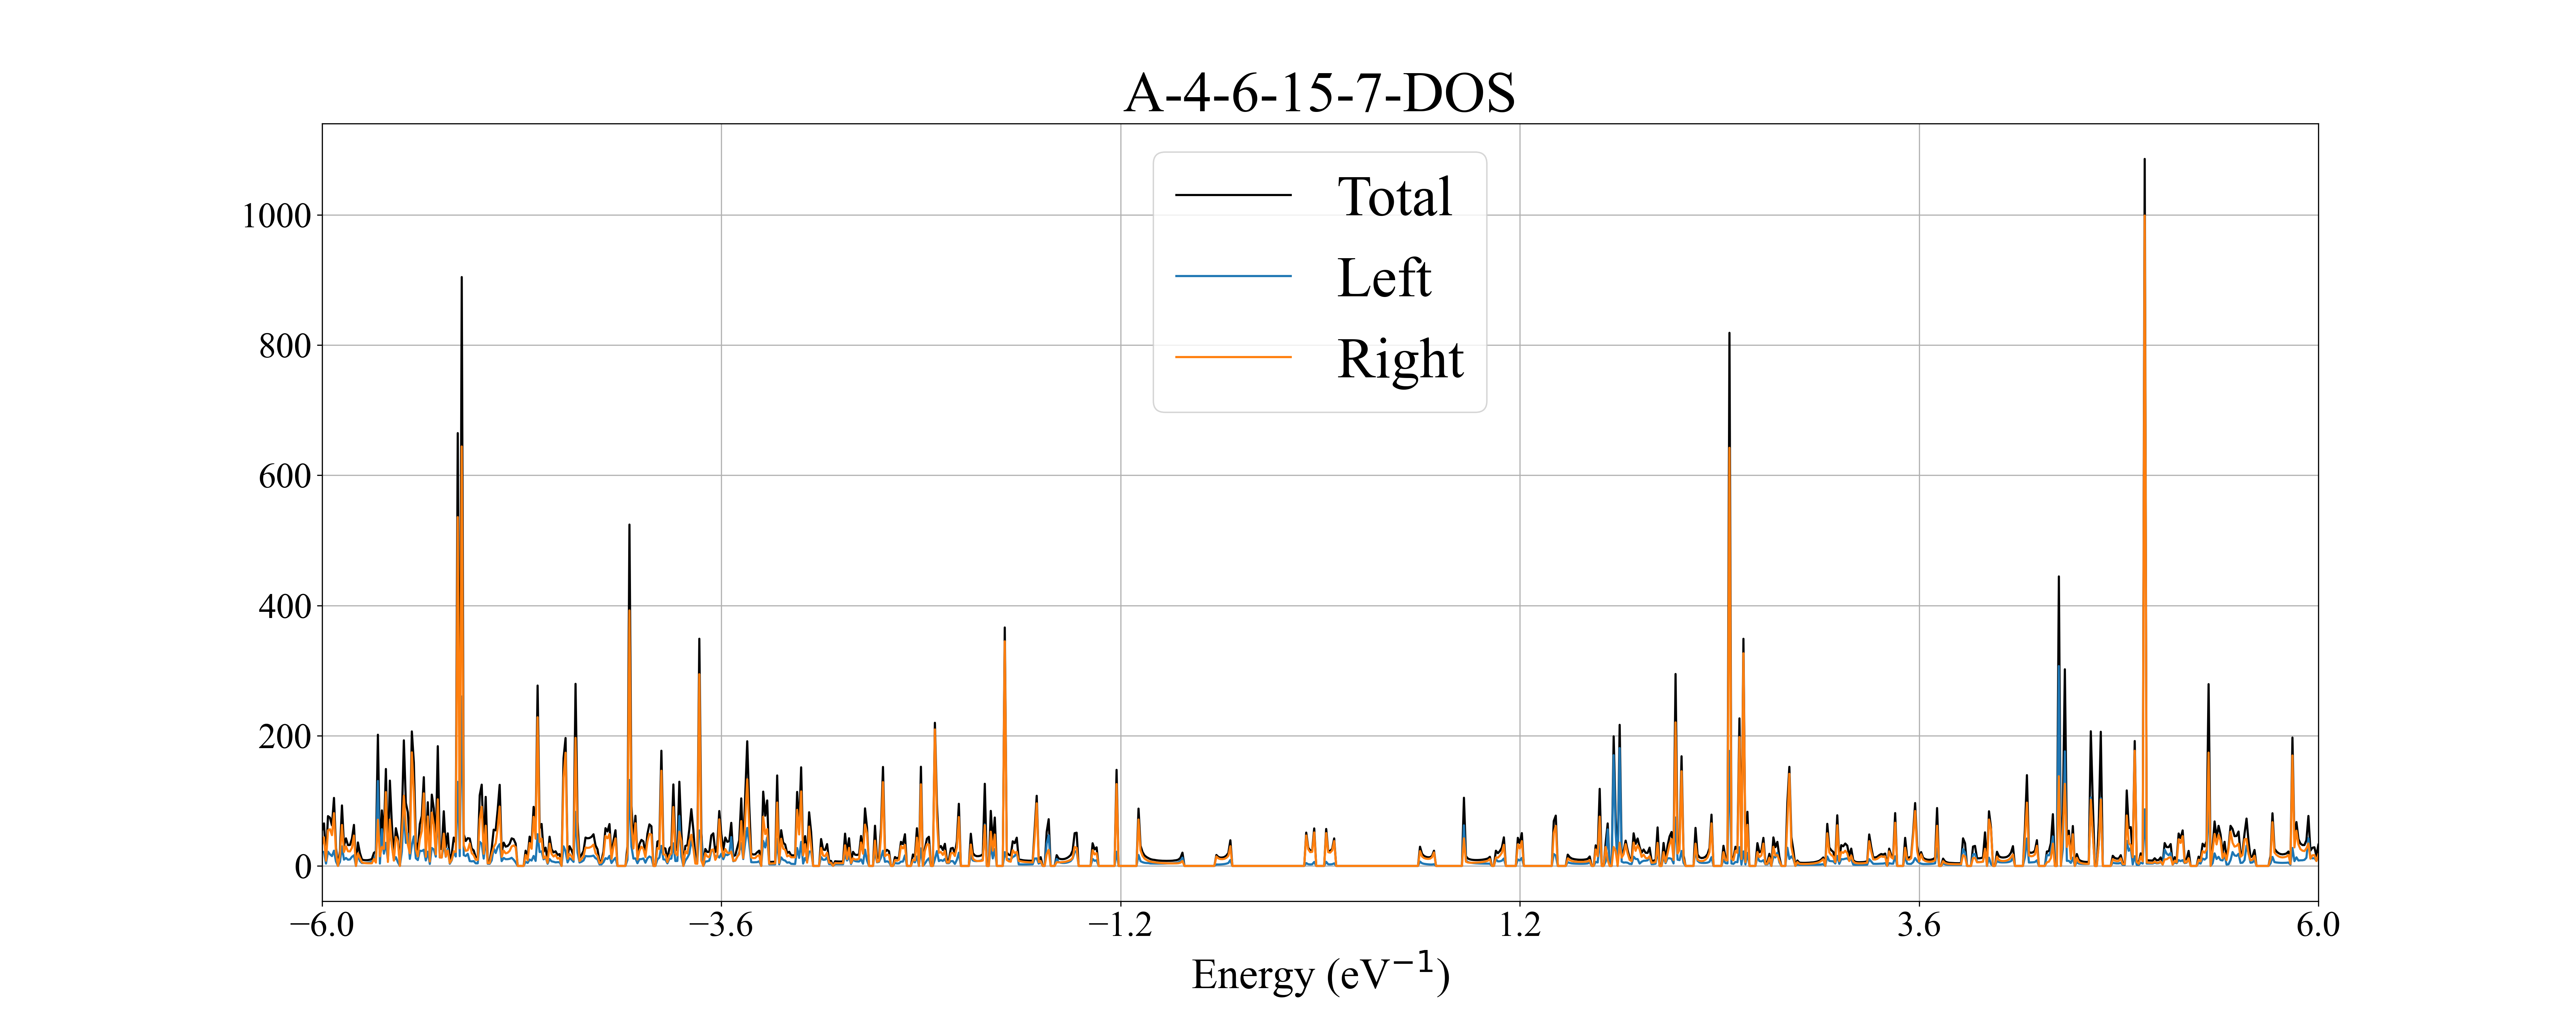 A-4-6-15-7-DOS
Total
Left
Right
1000
800
600
400
200
0
−6.0 −3.6 −1.2 1.2 3.6 6.0
Energy (eV⁻¹)